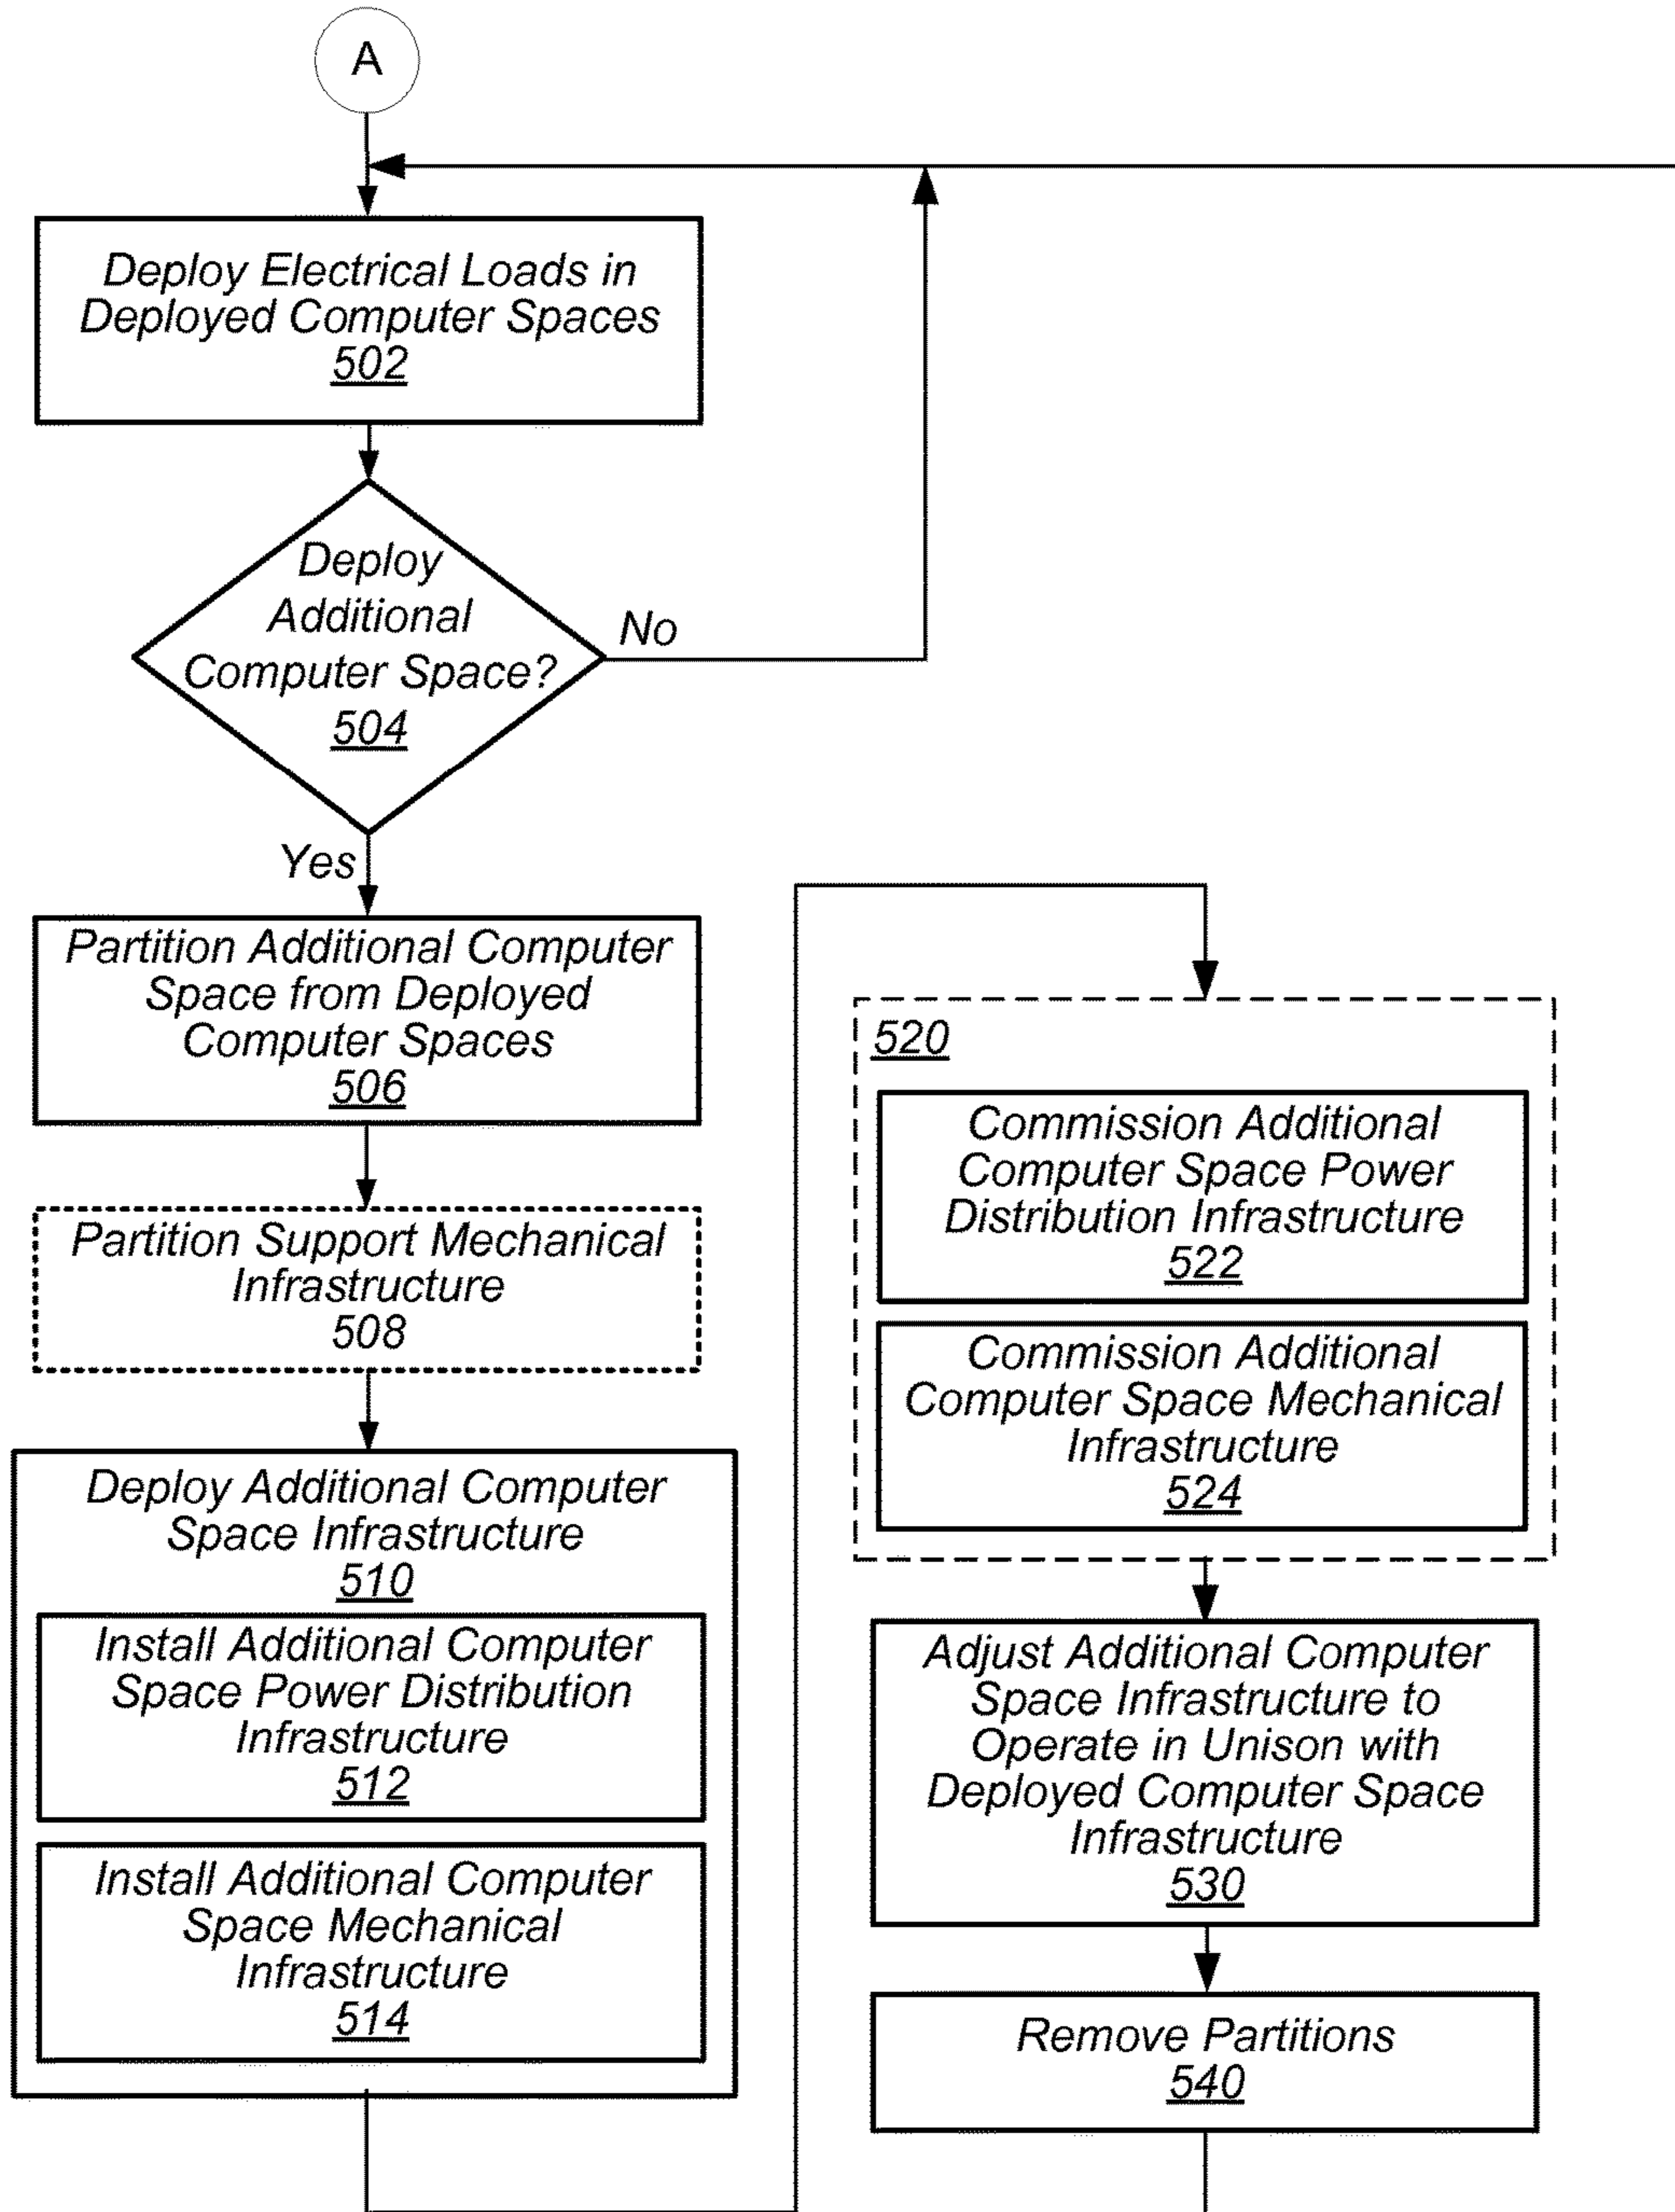 A
Deploy Electrical Loads in
Deployed Computer Spaces
502
Deploy
Additional
Computer Space?
504
No
Yes
Partition Additional Computer
Space from Deployed
Computer Spaces
506
Partition Support Mechanical
Infrastructure
508
Deploy Additional Computer
Space Infrastructure
510
Install Additional Computer
Space Power Distribution
Infrastructure
512
Install Additional Computer
Space Mechanical
Infrastructure
514
520
Commission Additional
Computer Space Power
Distribution Infrastructure
522
Commission Additional
Computer Space Mechanical
Infrastructure
524
Adjust Additional Computer
Space Infrastructure to
Operate in Unison with
Deployed Computer Space
Infrastructure
530
Remove Partitions
540